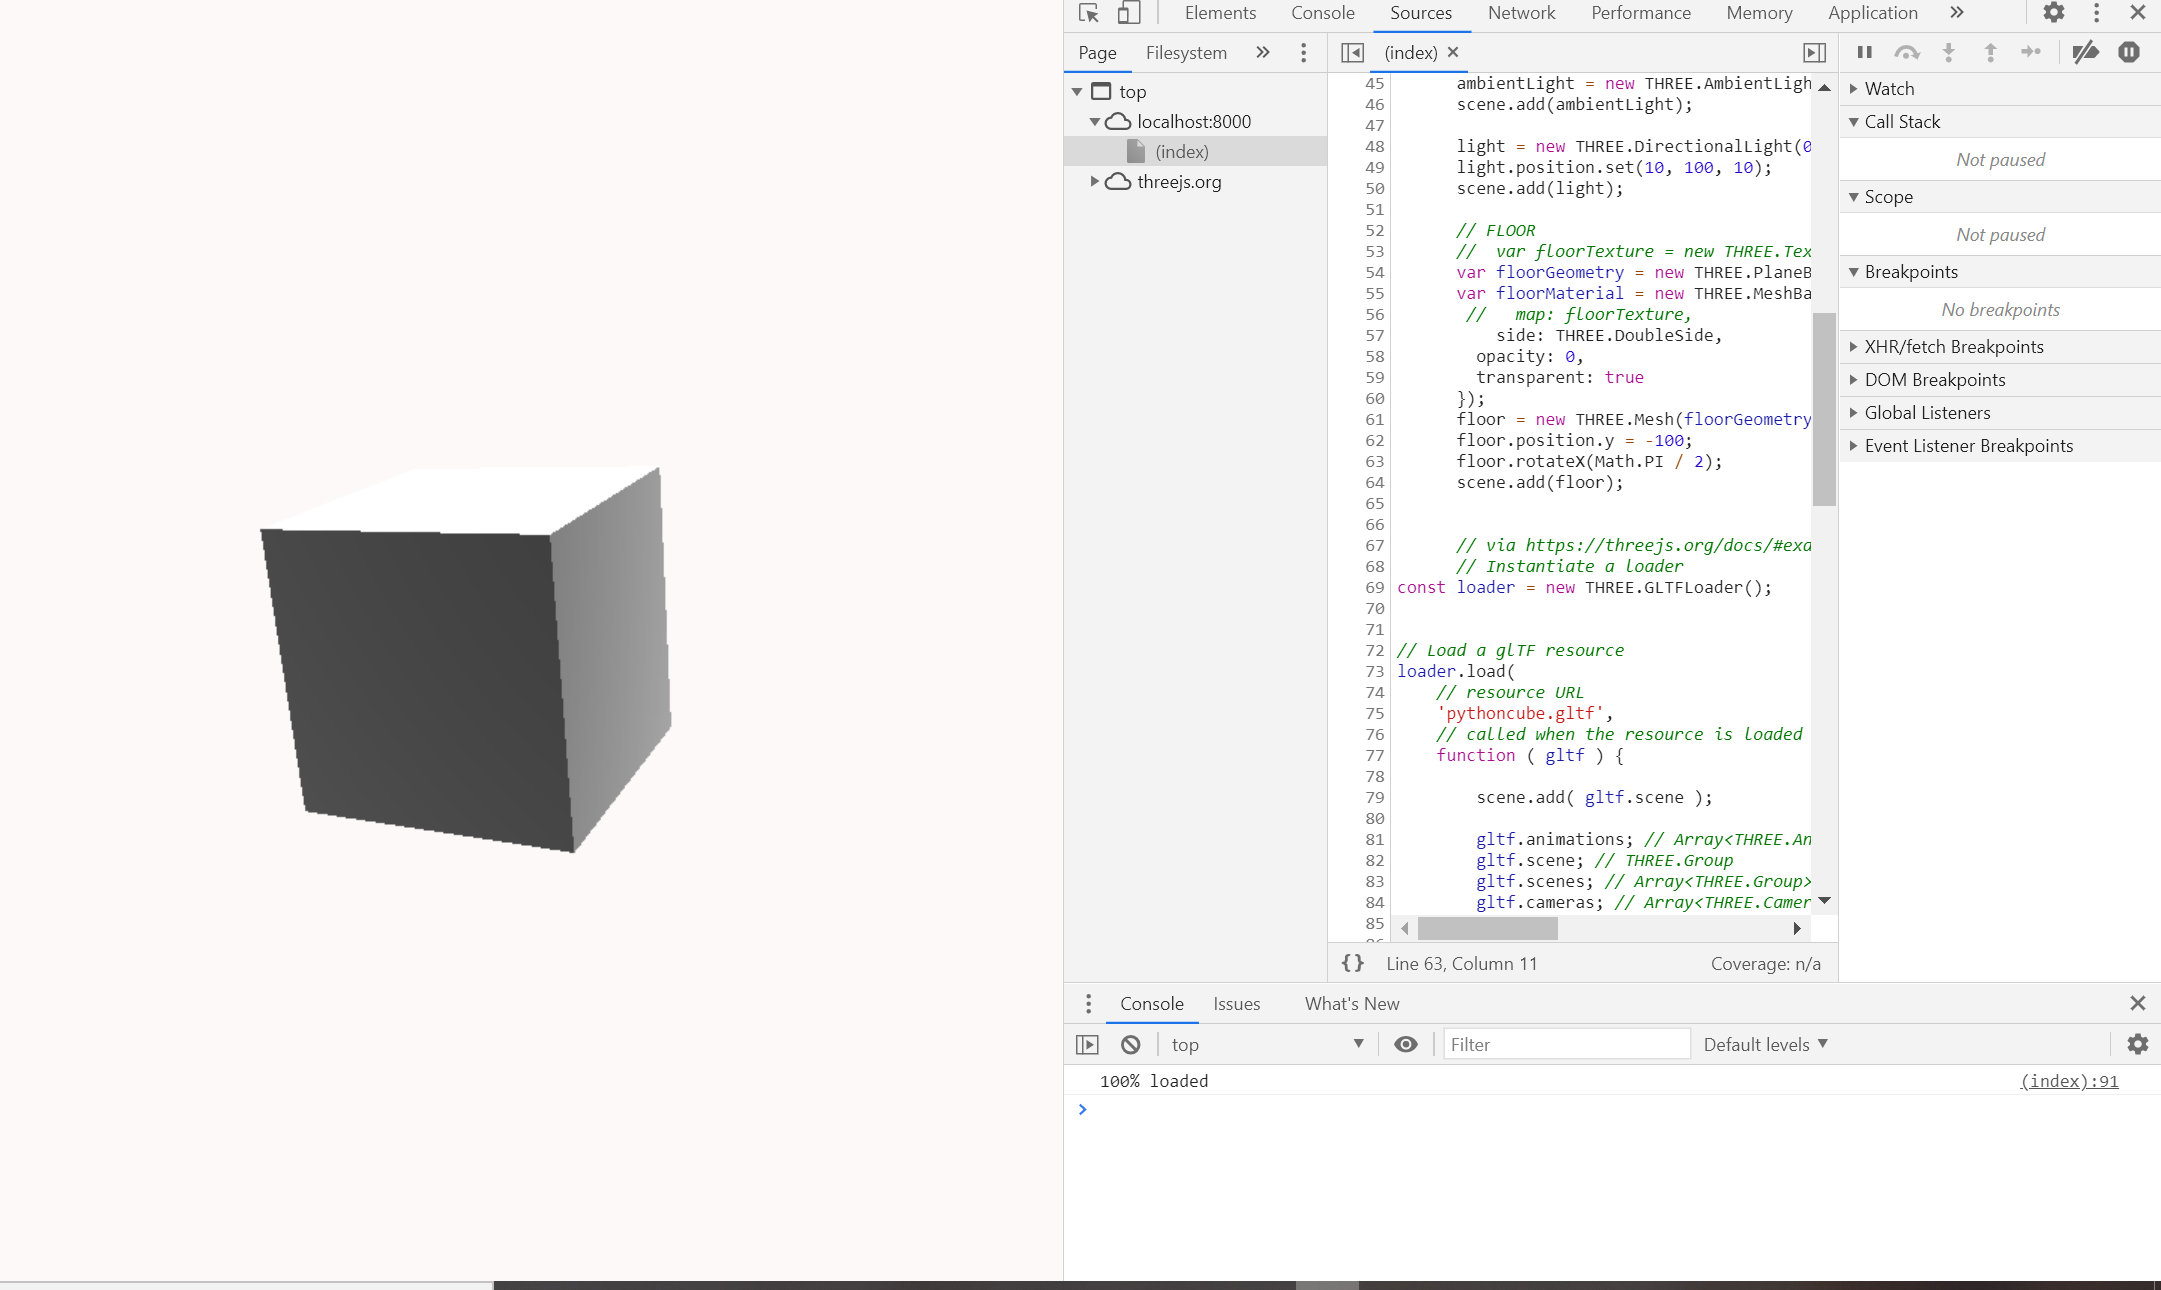 Elements Console Sources Network Performance Memory Application »
Page Filesystem »
(index) ×
top
localhost:8000
(index)
threejs.org
45 ambientLight = new THREE.AmbientLigh
46 scene.add(ambientLight);
47
48 light = new THREE.DirectionalLight(0
49 light.position.set(10, 100, 10);
50 scene.add(light);
51
52 // FLOOR
53 //  var floorTexture = new THREE.Tex
54 var floorGeometry = new THREE.PlaneB
55 var floorMaterial = new THREE.MeshBa
56 //   map: floorTexture,
57 side: THREE.DoubleSide,
58 opacity: 0,
59 transparent: true
60 });
61 floor = new THREE.Mesh(floorGeometry
62 floor.position.y = -100;
63 floor.rotateX(Math.PI / 2);
64 scene.add(floor);
65
66
67 // via https://threejs.org/docs/#exa
68 // Instantiate a loader
69 const loader = new THREE.GLTFLoader();
70
71
72 // Load a glTF resource
73 loader.load(
74 // resource URL
75 'pythoncube.gltf',
76 // called when the resource is loaded
77 function ( gltf ) {
78
79 scene.add( gltf.scene );
80
81 gltf.animations; // Array<THREE.An
82 gltf.scene; // THREE.Group
83 gltf.scenes; // Array<THREE.Group>
84 gltf.cameras; // Array<THREE.Camer
85
{ } Line 63, Column 11 Coverage: n/a
Watch
Call Stack
Not paused
Scope
Not paused
Breakpoints
No breakpoints
XHR/fetch Breakpoints
DOM Breakpoints
Global Listeners
Event Listener Breakpoints
Console Issues What's New
top Filter Default levels
100% loaded (index):91